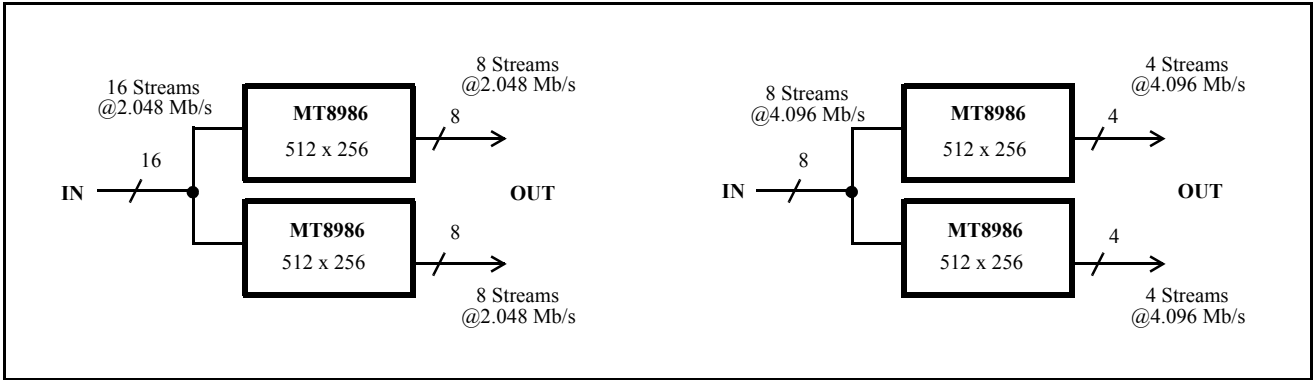 16 Streams
@2.048 Mb/s
8 Streams
@2.048 Mb/s
MT8986
512 x 256
8
16
IN
OUT
MT8986
512 x 256
8
8 Streams
@2.048 Mb/s
8 Streams
@4.096 Mb/s
4 Streams
@4.096 Mb/s
MT8986
512 x 256
4
8
IN
OUT
MT8986
512 x 256
4
4 Streams
@4.096 Mb/s